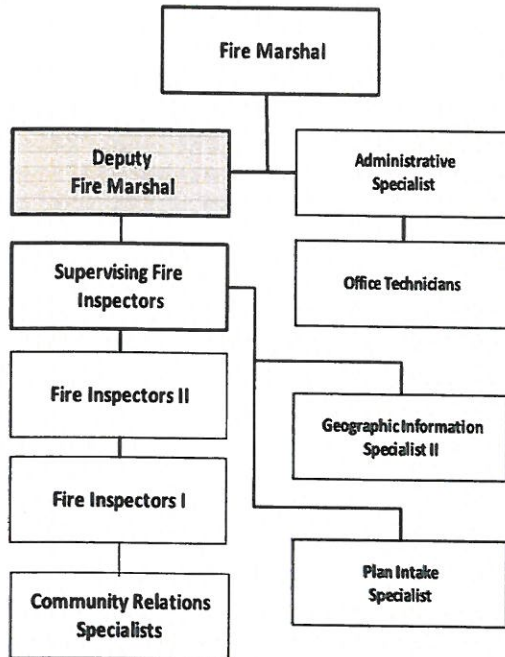 Fire Marshal
Deputy
Fire Marshal
Administrative
Specialist
Supervising Fire
Inspectors
Office Technicians
Fire Inspectors II
Geographic Information
Specialist II
Fire Inspectors I
Plan Intake
Specialist
Community Relations
Specialists